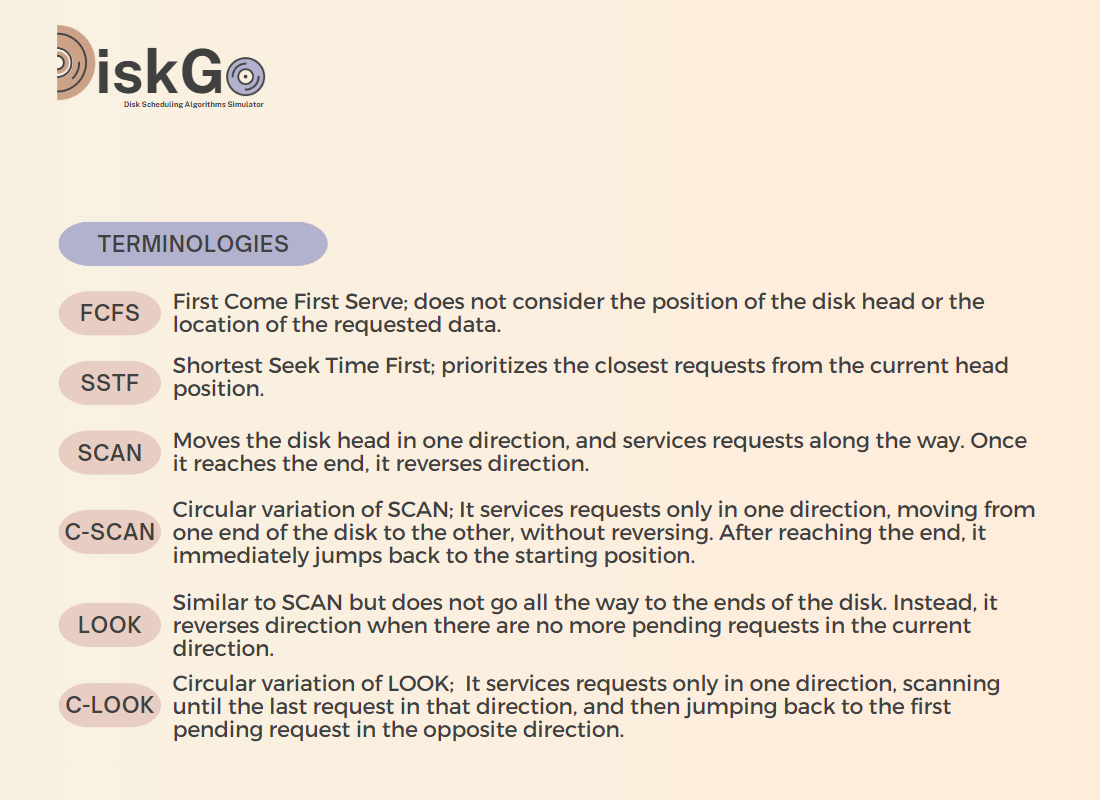 DiskGo
Disk Scheduling Algorithms Simulator
TERMINOLOGIES
FCFS
First Come First Serve; does not consider the position of the disk head or the
location of the requested data.
SSTF
Shortest Seek Time First; prioritizes the closest requests from the current head
position.
SCAN
Moves the disk head in one direction, and services requests along the way. Once
it reaches the end, it reverses direction.
C-SCAN
Circular variation of SCAN; It services requests only in one direction, moving from
one end of the disk to the other, without reversing. After reaching the end, it
immediately jumps back to the starting position.
LOOK
Similar to SCAN but does not go all the way to the ends of the disk. Instead, it
reverses direction when there are no more pending requests in the current
direction.
C-LOOK
Circular variation of LOOK;  It services requests only in one direction, scanning
until the last request in that direction, and then jumping back to the first
pending request in the opposite direction.